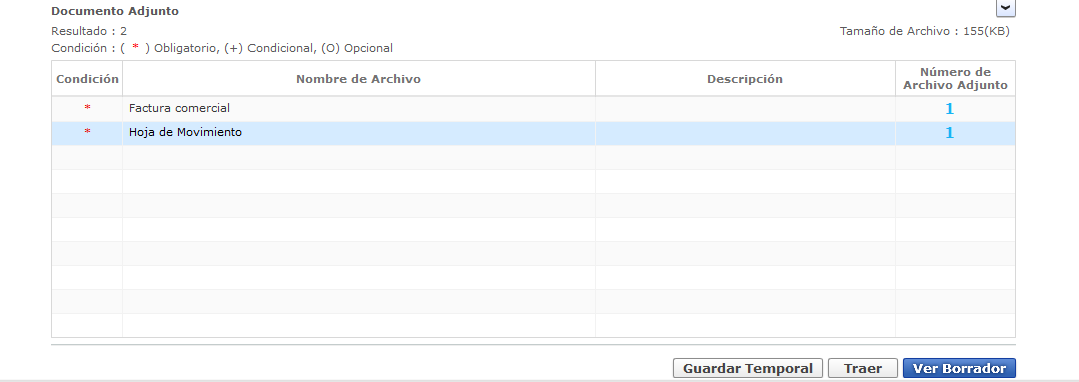 Documento Adjunto
Resultado : 2
Tamaño de Archivo : 155(KB)
Condición : ( * ) Obligatorio, (+) Condicional, (O) Opcional
Condición Nombre de Archivo Descripción Número de Archivo Adjunto
* Factura comercial 1
* Hoja de Movimiento 1
Guardar Temporal Traer Ver Borrador